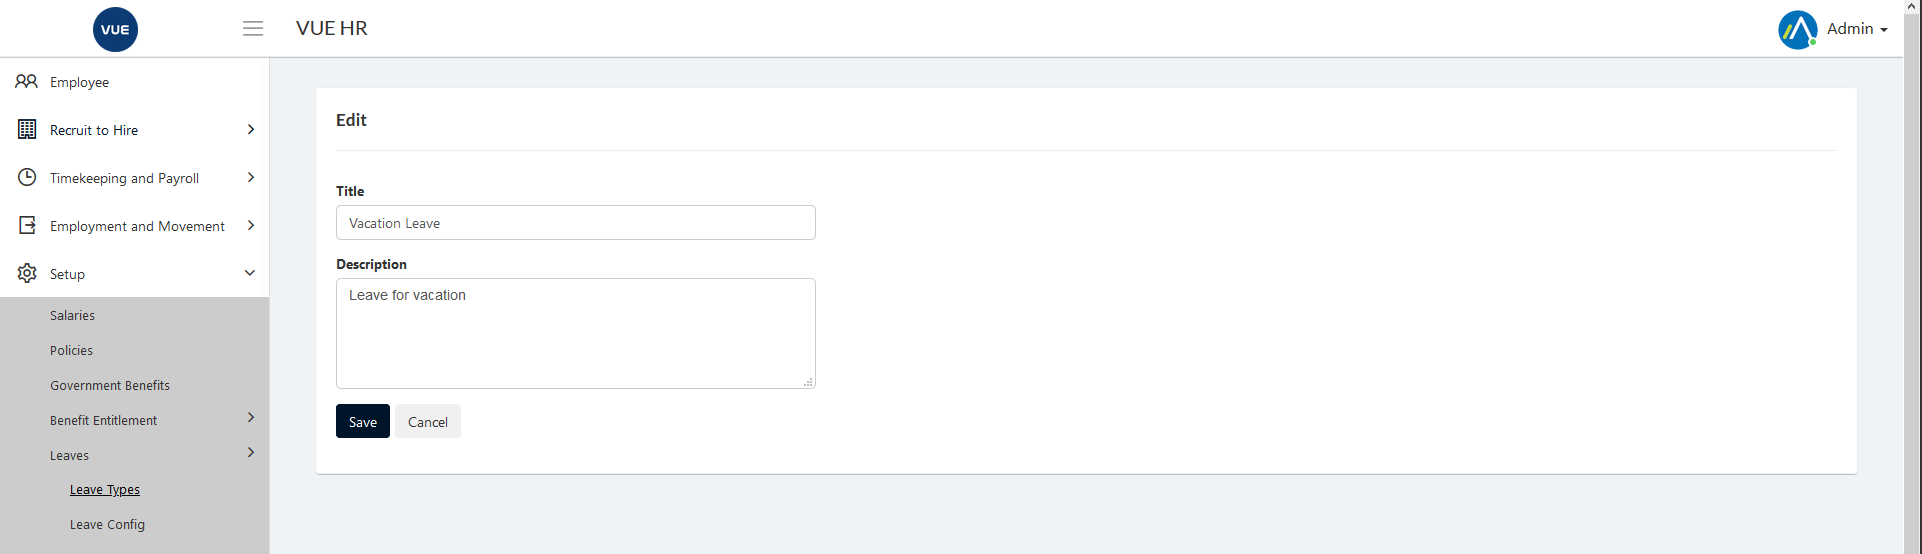 VUE
VUE HR
Admin
Employee
Recruit to Hire
Timekeeping and Payroll
Employment and Movement
Setup
Salaries
Policies
Government Benefits
Benefit Entitlement
Leaves
Leave Types
Leave Config
Edit
Title
Vacation Leave
Description
Leave for vacation
Save Cancel